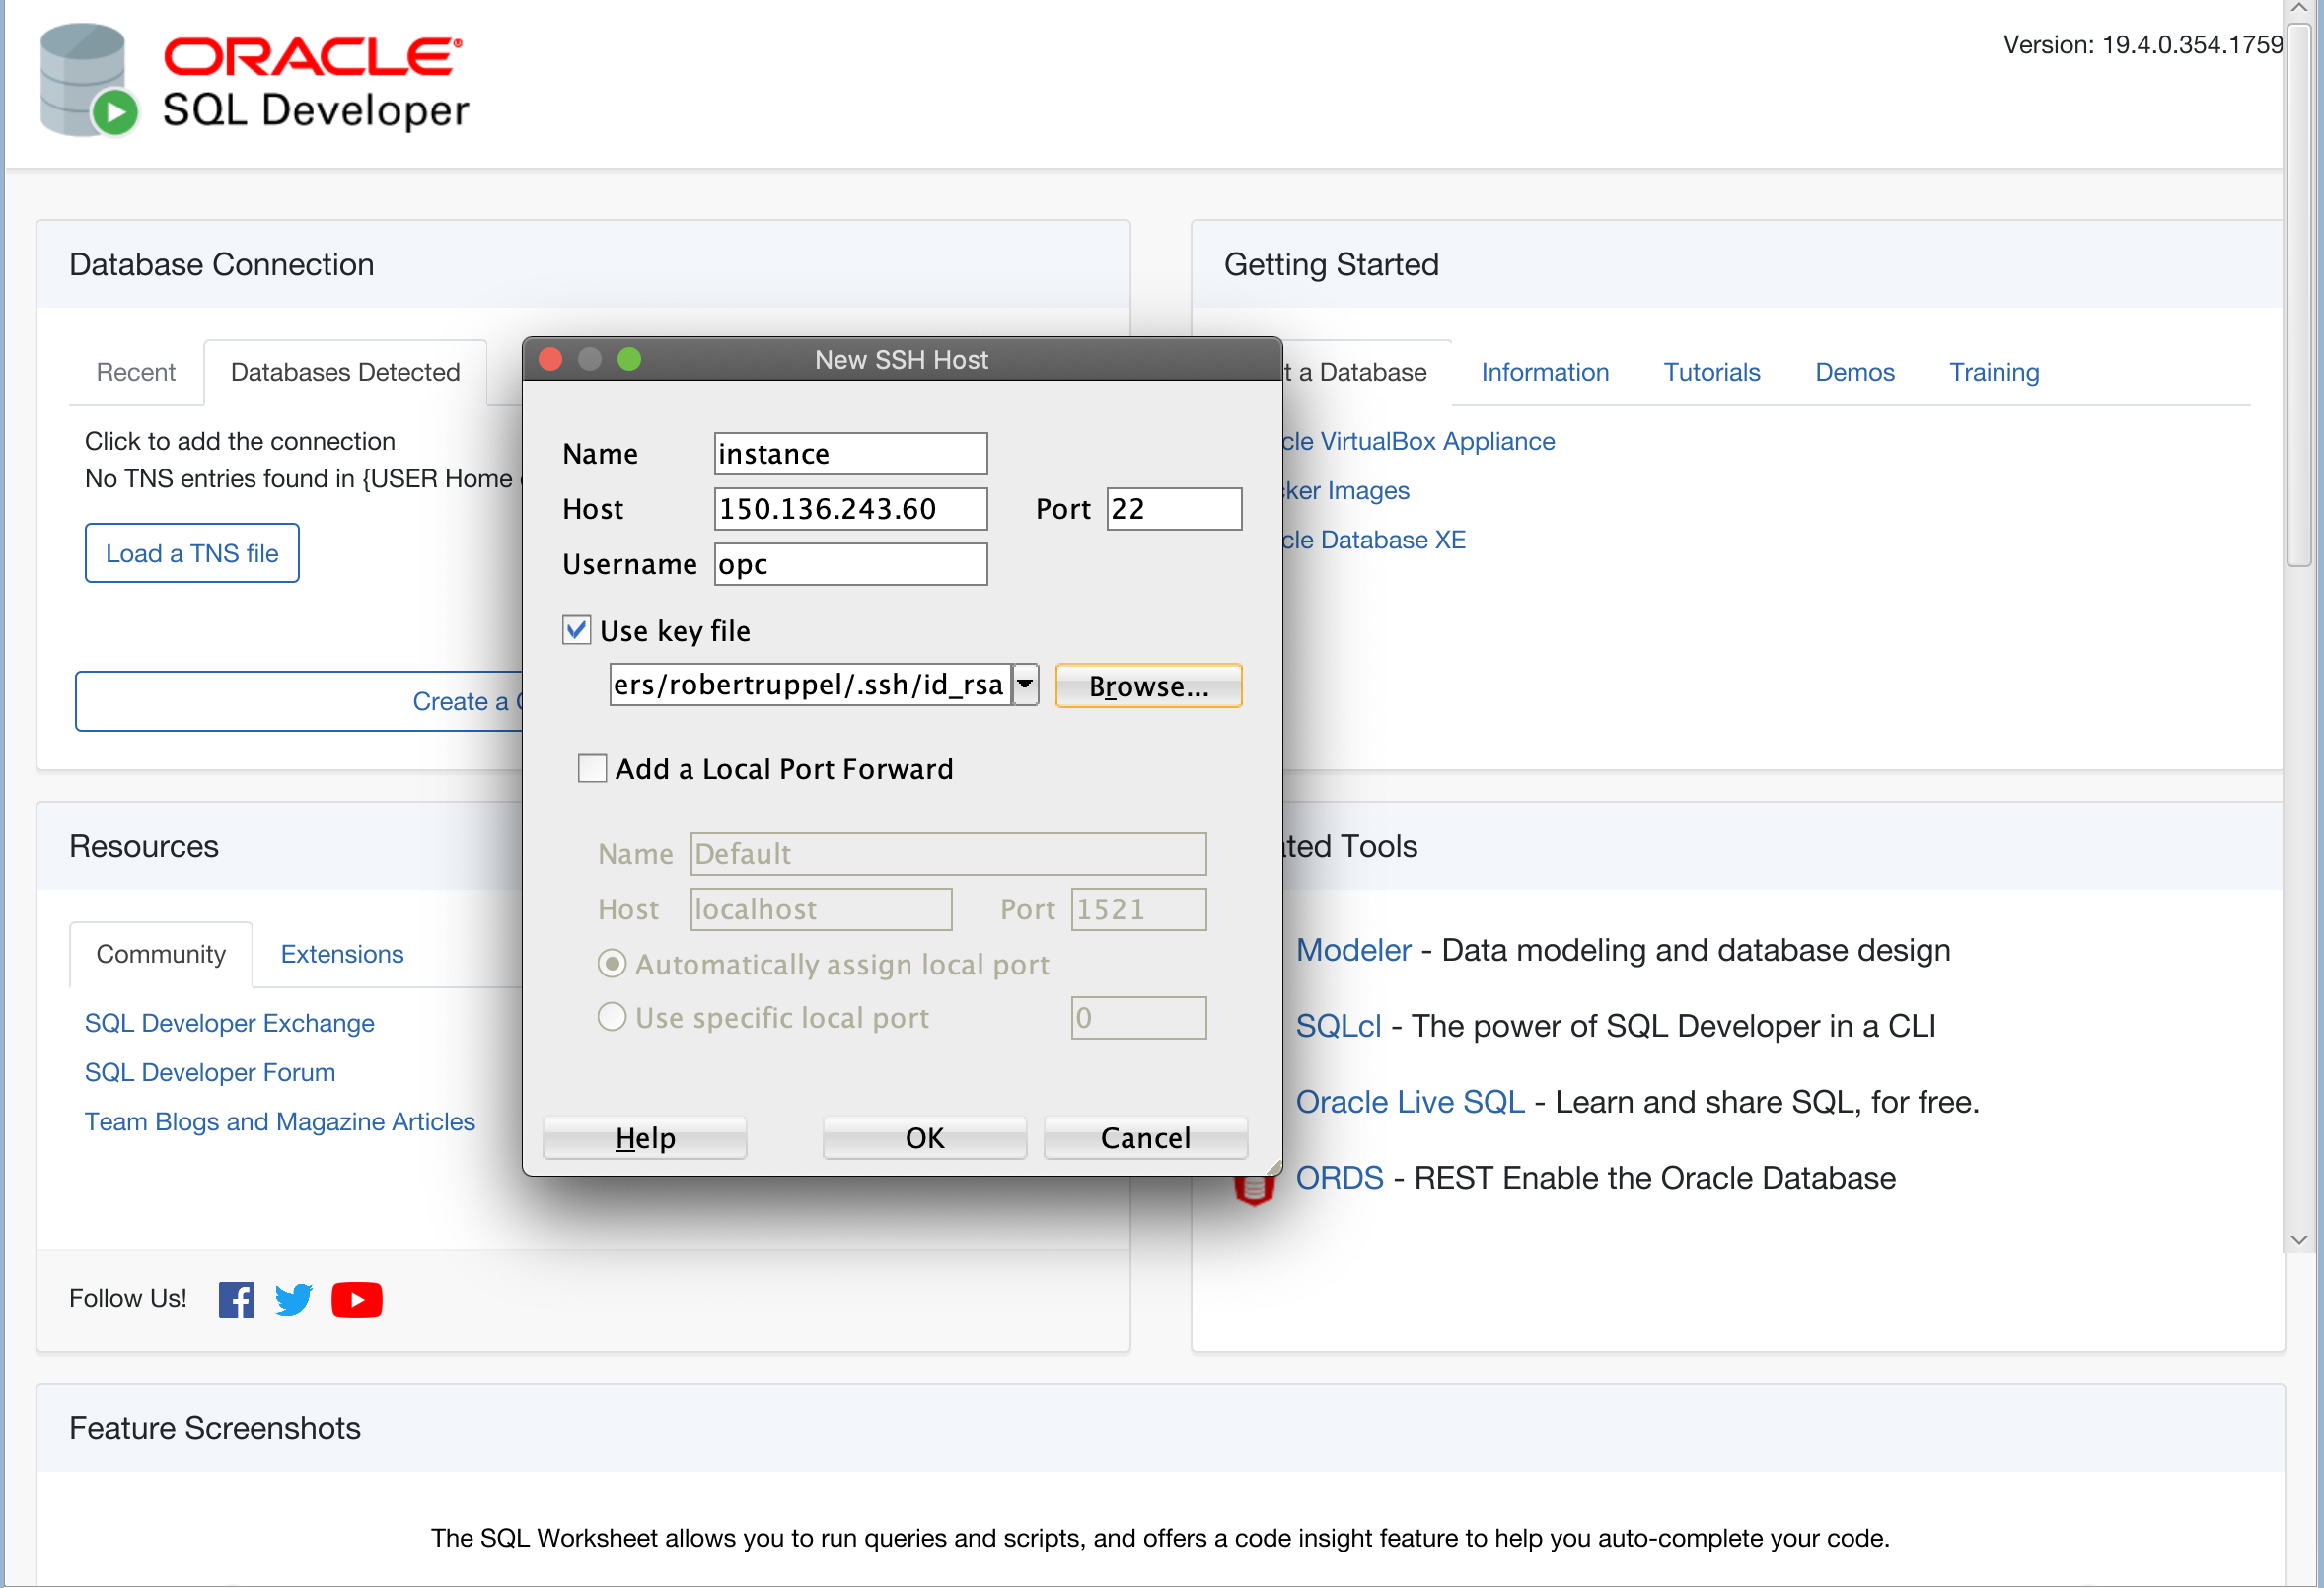 ORACLE
SQL Developer
Version: 19.4.0.354.1759
Database Connection
Recent
Databases Detected
Click to add the connection
No TNS entries found in {USER Home
Load a TNS file
Create a
Getting Started
t a Database
Information
Tutorials
Demos
Training
cle VirtualBox Appliance
ker Images
cle Database XE
New SSH Host
Name instance
Host 150.136.243.60 Port 22
Username opc
Use key file
ers/robertruppel/.ssh/id_rsa Browse...
Add a Local Port Forward
Name Default
Host localhost Port 1521
Automatically assign local port
Use specific local port 0
Help OK Cancel
Resources
Community
Extensions
SQL Developer Exchange
SQL Developer Forum
Team Blogs and Magazine Articles
Follow Us!
ated Tools
Modeler - Data modeling and database design
SQLcl - The power of SQL Developer in a CLI
Oracle Live SQL - Learn and share SQL, for free.
ORDS - REST Enable the Oracle Database
Feature Screenshots
The SQL Worksheet allows you to run queries and scripts, and offers a code insight feature to help you auto-complete your code.